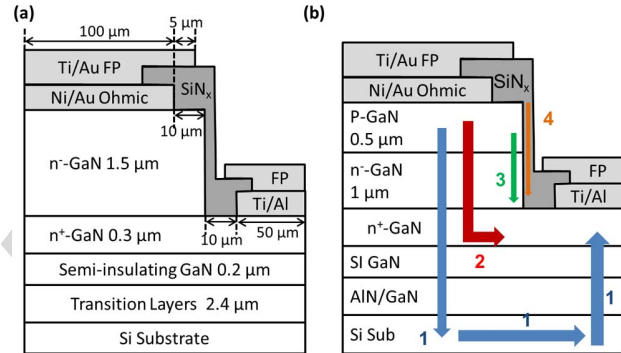 (a)
100 µm
5 µm
Ti/Au FP
SiNx
Ni/Au Ohmic
10 µm
n⁻-GaN 1.5 µm
FP
Ti/Al
n⁺-GaN 0.3 µm
10 µm
50 µm
Semi-insulating GaN 0.2 µm
Transition Layers 2.4 µm
Si Substrate
(b)
Ti/Au FP
SiNx
Ni/Au Ohmic
P-GaN
0.5 µm
4
n⁻-GaN
1 µm
3
FP
Ti/Al
n⁺-GaN
2
SI GaN
AlN/GaN
1
1
Si Sub
1